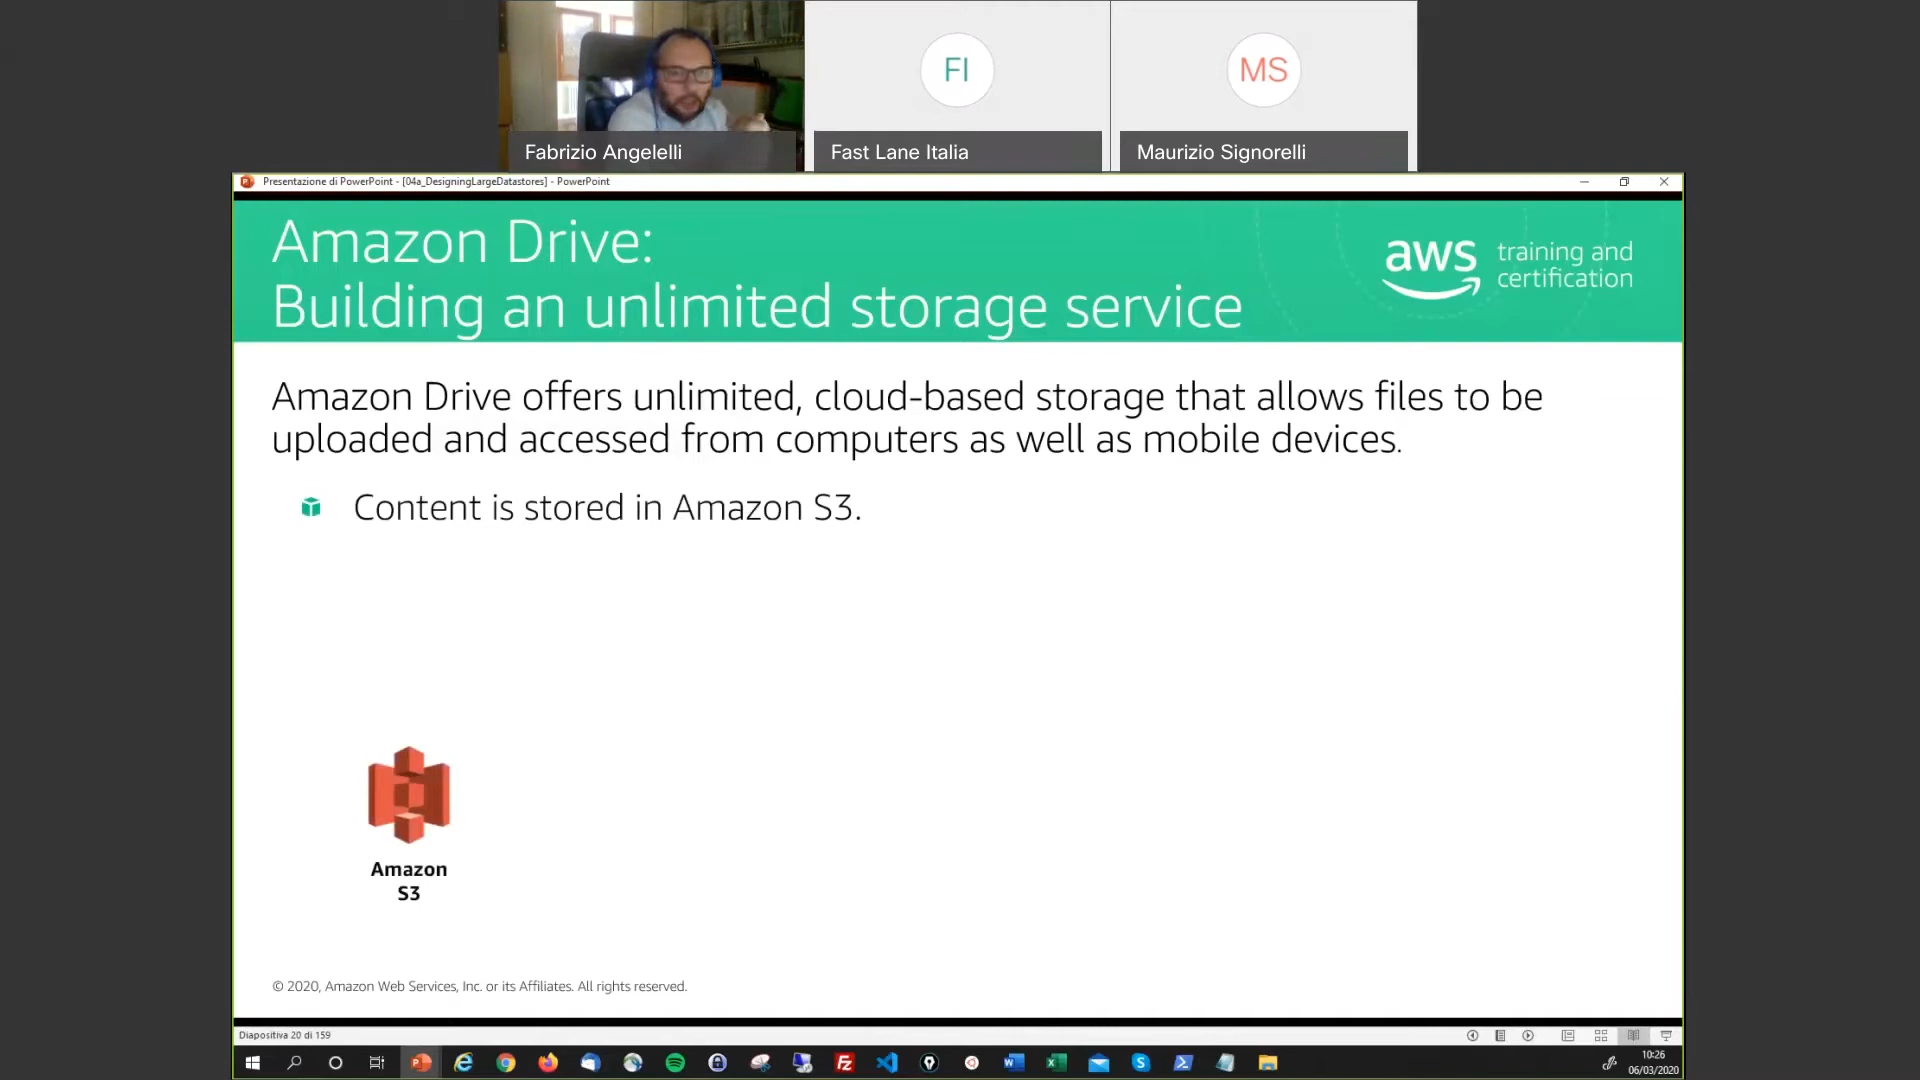 FI
MS
Fabrizio Angelelli
Fast Lane Italia
Maurizio Signorelli
Presentazione di PowerPoint - [04a_DesigningLargeDatastores] - PowerPoint
Amazon Drive:
Building an unlimited storage service
aws
training and
certification
Amazon Drive offers unlimited, cloud-based storage that allows files to be
uploaded and accessed from computers as well as mobile devices.
Content is stored in Amazon S3.
Amazon
S3
© 2020, Amazon Web Services, Inc. or its Affiliates. All rights reserved.
Diapositiva 20 di 159
10:26
06/03/2020